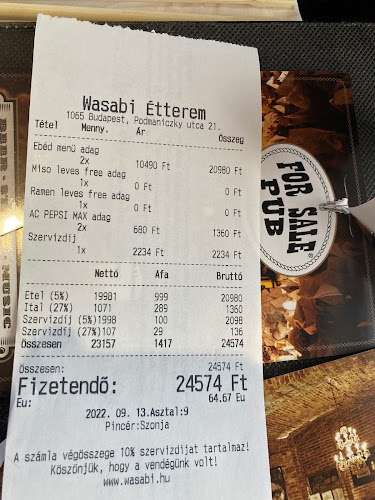 Wasabi Étterem
1065 Budapest, Podmaniczky utca 21.
Tétel Menny. Ár Összeg
Ebéd menü adag
2x 10490 Ft 20980 Ft
Miso leves free adag
1x 0 Ft 0 Ft
Ramen leves free adag
1x 0 Ft 0 Ft
AC PEPSI MAX adag
2x 680 Ft 1360 Ft
Szervizdíj
1x 2234 Ft 2234 Ft
Nettó Áfa Bruttó
Étel (5%) 19981 999 20980
Ital (27%) 1071 289 1360
Szervizdíj (5%)1998 100 2098
Szervizdíj (27%)107 29 136
Összesen 23157 1417 24574
Összesen: 24574 Ft
Fizetendő: 24574 Ft
Eu: 64.67 Eu
2022. 09. 13.Asztal:9
Pincér:Szonja
A számla végösszege 10% szervizdíjat tartalmaz!
Köszönjük, hogy a vendégünk volt!
www.wasabi.hu
FOR SALE
PUB
MUSIC